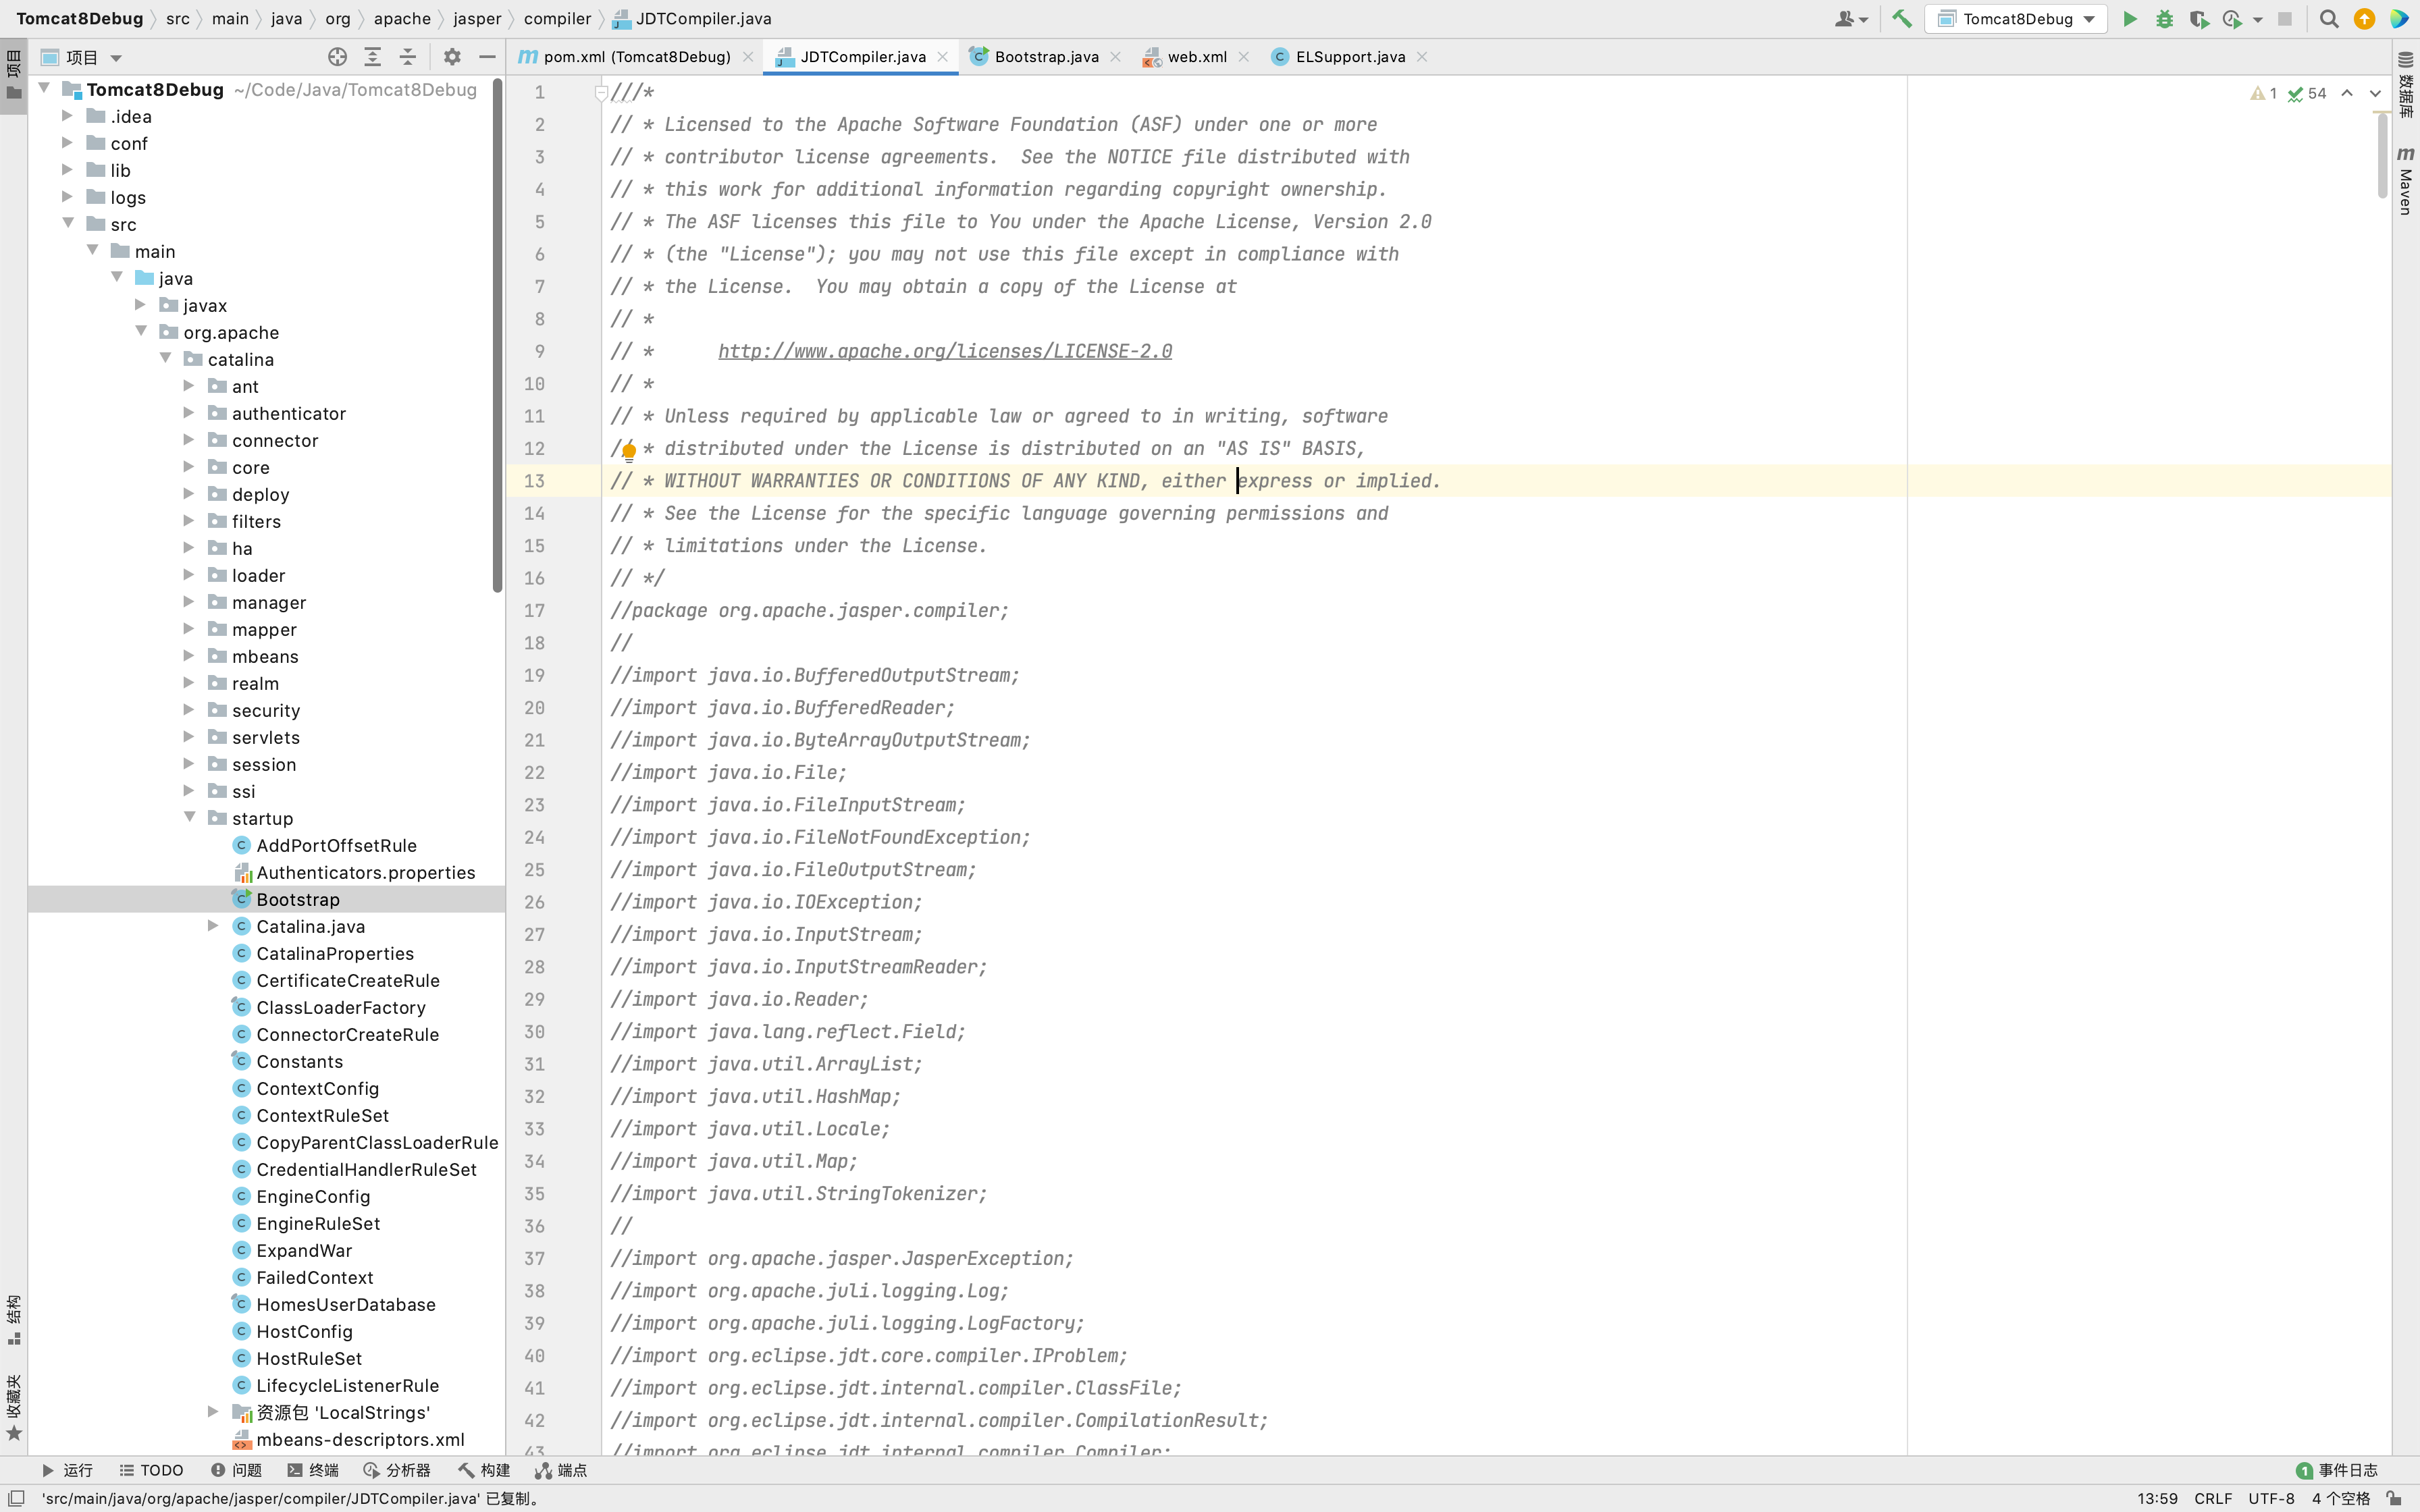 Tomcat8Debug src main java org apache jasper compiler JDTCompiler.java
Tomcat8Debug
项目
项目
pom.xml (Tomcat8Debug)
JDTCompiler.java
Bootstrap.java
web.xml
ELSupport.java
Tomcat8Debug ~/Code/Java/Tomcat8Debug
.idea
conf
lib
logs
src
main
java
javax
org.apache
catalina
ant
authenticator
connector
core
deploy
filters
ha
loader
manager
mapper
mbeans
realm
security
servlets
session
ssi
startup
AddPortOffsetRule
Authenticators.properties
Bootstrap
Catalina.java
CatalinaProperties
CertificateCreateRule
ClassLoaderFactory
ConnectorCreateRule
Constants
ContextConfig
ContextRuleSet
CopyParentClassLoaderRule
CredentialHandlerRuleSet
EngineConfig
EngineRuleSet
ExpandWar
FailedContext
HomesUserDatabase
HostConfig
HostRuleSet
LifecycleListenerRule
资源包 'LocalStrings'
mbeans-descriptors.xml
结构
收藏夹
1 ///*
2 // * Licensed to the Apache Software Foundation (ASF) under one or more
3 // * contributor license agreements.  See the NOTICE file distributed with
4 // * this work for additional information regarding copyright ownership.
5 // * The ASF licenses this file to You under the Apache License, Version 2.0
6 // * (the "License"); you may not use this file except in compliance with
7 // * the License.  You may obtain a copy of the License at
8 // *
9 // *      http://www.apache.org/licenses/LICENSE-2.0
10 // *
11 // * Unless required by applicable law or agreed to in writing, software
12 // * distributed under the License is distributed on an "AS IS" BASIS,
13 // * WITHOUT WARRANTIES OR CONDITIONS OF ANY KIND, either express or implied.
14 // * See the License for the specific language governing permissions and
15 // * limitations under the License.
16 // */
17 //package org.apache.jasper.compiler;
18 //
19 //import java.io.BufferedOutputStream;
20 //import java.io.BufferedReader;
21 //import java.io.ByteArrayOutputStream;
22 //import java.io.File;
23 //import java.io.FileInputStream;
24 //import java.io.FileNotFoundException;
25 //import java.io.FileOutputStream;
26 //import java.io.IOException;
27 //import java.io.InputStream;
28 //import java.io.InputStreamReader;
29 //import java.io.Reader;
30 //import java.lang.reflect.Field;
31 //import java.util.ArrayList;
32 //import java.util.HashMap;
33 //import java.util.Locale;
34 //import java.util.Map;
35 //import java.util.StringTokenizer;
36 //
37 //import org.apache.jasper.JasperException;
38 //import org.apache.juli.logging.Log;
39 //import org.apache.juli.logging.LogFactory;
40 //import org.eclipse.jdt.core.compiler.IProblem;
41 //import org.eclipse.jdt.internal.compiler.ClassFile;
42 //import org.eclipse.jdt.internal.compiler.CompilationResult;
43 //import org.eclipse.jdt.internal.compiler.Compiler;
1 54
数据库
m Maven
运行 TODO 问题 终端 分析器 构建 端点
1 事件日志
'src/main/java/org/apache/jasper/compiler/JDTCompiler.java' 已复制。
13:59 CRLF UTF-8 4 个空格